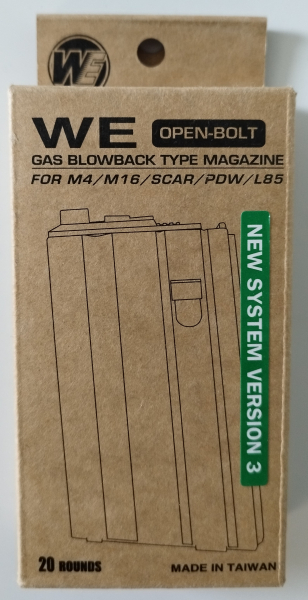 WE
WE OPEN-BOLT
GAS BLOWBACK TYPE MAGAZINE
FOR M4/M16/SCAR/PDW/L85
NEW SYSTEM VERSION 3
20 ROUNDS
MADE IN TAIWAN